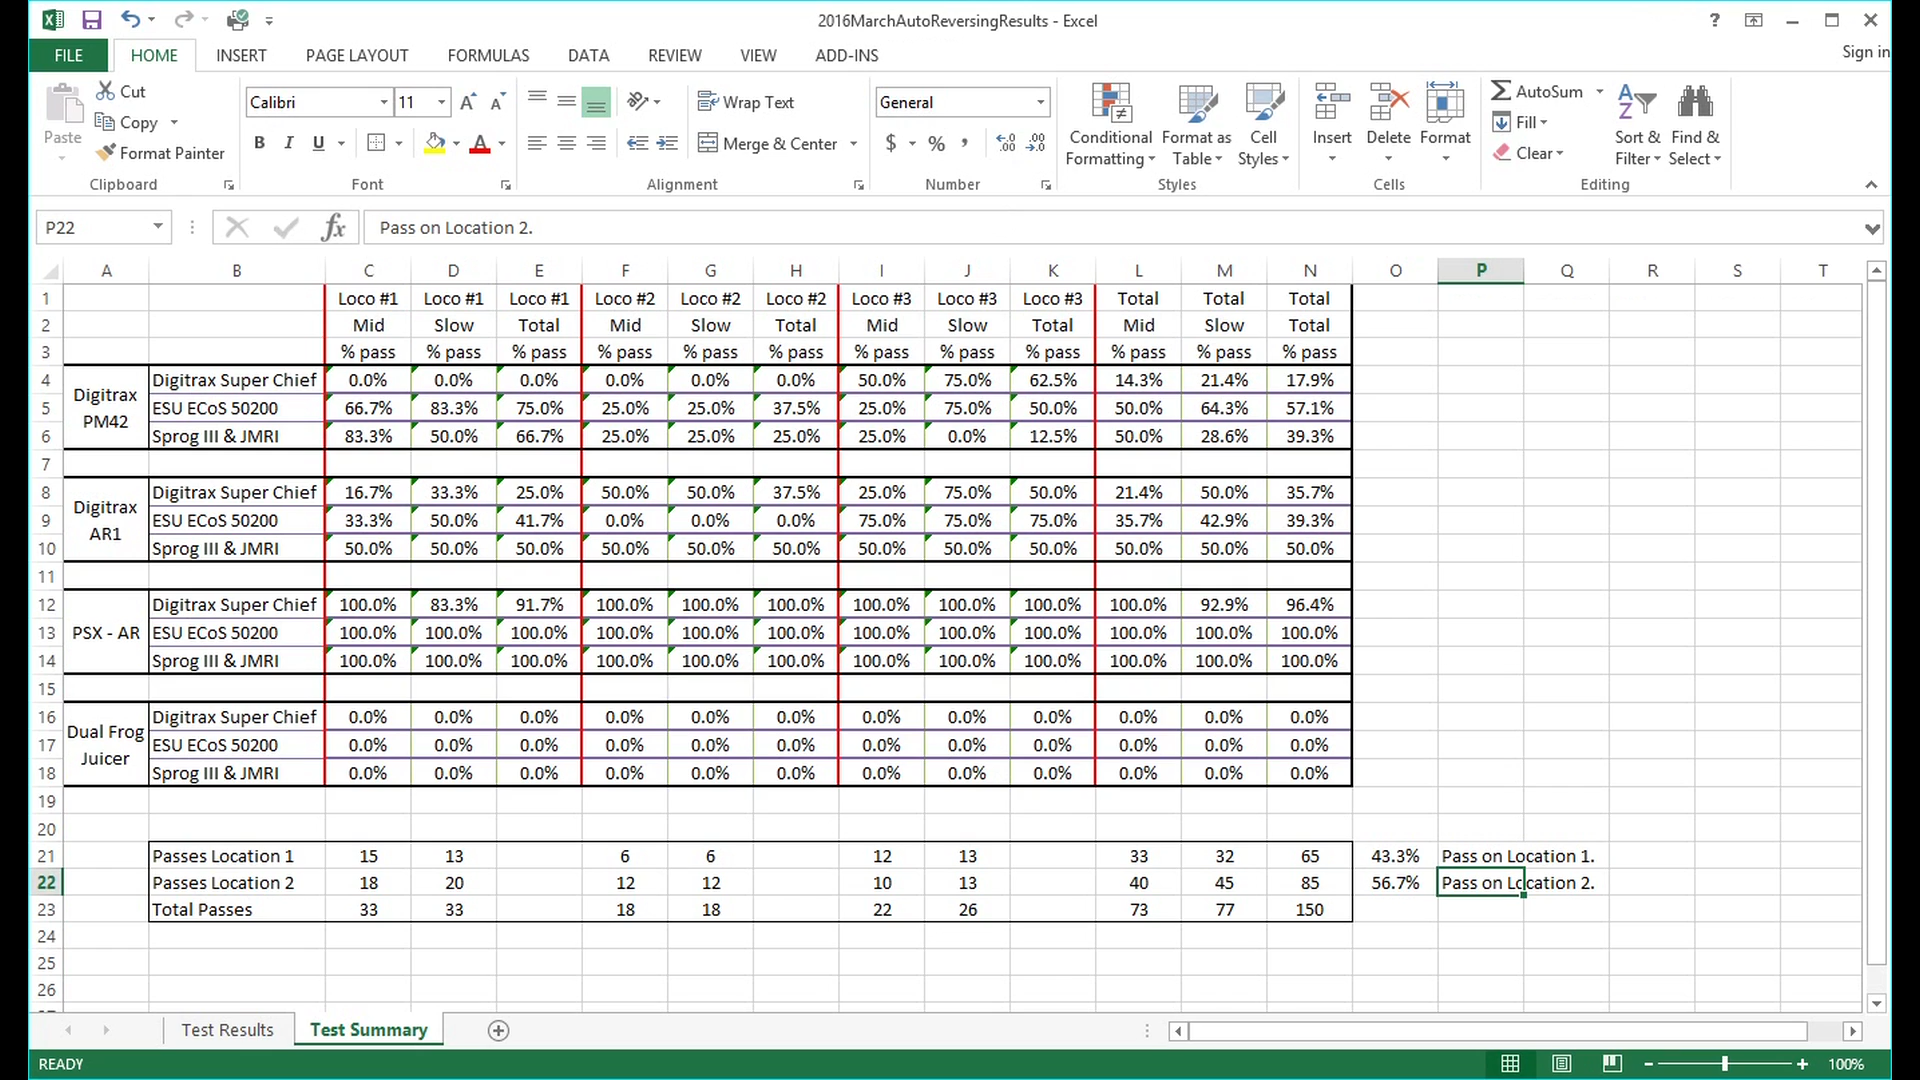 2016MarchAutoReversingResults - Excel
?
Sign in
FILE HOME INSERT PAGE LAYOUT FORMULAS DATA REVIEW VIEW ADD-INS
Paste Cut Copy Format Painter Clipboard
Calibri 11 A A B I U A Font
Wrap Text Merge & Center Alignment
General $ % , .0 .00 .00 .0 Number
Conditional Formatting Format as Table Cell Styles Styles
Insert Delete Format Cells
AutoSum Fill Clear Sort & Filter Find & Select Editing
P22 fx Pass on Location 2.
A B C D E F G H I J K L M N O P Q R S T
1 Loco #1 Loco #1 Loco #1 Loco #2 Loco #2 Loco #2 Loco #3 Loco #3 Loco #3 Total Total Total
2 Mid Slow Total Mid Slow Total Mid Slow Total Mid Slow Total
3 % pass % pass % pass % pass % pass % pass % pass % pass % pass % pass % pass % pass
Digitrax PM42
4 Digitrax Super Chief 0.0% 0.0% 0.0% 0.0% 0.0% 0.0% 50.0% 75.0% 62.5% 14.3% 21.4% 17.9%
5 ESU ECoS 50200 66.7% 83.3% 75.0% 25.0% 25.0% 37.5% 25.0% 75.0% 50.0% 50.0% 64.3% 57.1%
6 Sprog III & JMRI 83.3% 50.0% 66.7% 25.0% 25.0% 25.0% 25.0% 0.0% 12.5% 50.0% 28.6% 39.3%
7
Digitrax AR1
8 Digitrax Super Chief 16.7% 33.3% 25.0% 50.0% 50.0% 37.5% 25.0% 75.0% 50.0% 21.4% 50.0% 35.7%
9 ESU ECoS 50200 33.3% 50.0% 41.7% 0.0% 0.0% 0.0% 75.0% 75.0% 75.0% 35.7% 42.9% 39.3%
10 Sprog III & JMRI 50.0% 50.0% 50.0% 50.0% 50.0% 50.0% 50.0% 50.0% 50.0% 50.0% 50.0% 50.0%
11
PSX - AR
12 Digitrax Super Chief 100.0% 83.3% 91.7% 100.0% 100.0% 100.0% 100.0% 100.0% 100.0% 100.0% 92.9% 96.4%
13 ESU ECoS 50200 100.0% 100.0% 100.0% 100.0% 100.0% 100.0% 100.0% 100.0% 100.0% 100.0% 100.0% 100.0%
14 Sprog III & JMRI 100.0% 100.0% 100.0% 100.0% 100.0% 100.0% 100.0% 100.0% 100.0% 100.0% 100.0% 100.0%
15
Dual Frog Juicer
16 Digitrax Super Chief 0.0% 0.0% 0.0% 0.0% 0.0% 0.0% 0.0% 0.0% 0.0% 0.0% 0.0% 0.0%
17 ESU ECoS 50200 0.0% 0.0% 0.0% 0.0% 0.0% 0.0% 0.0% 0.0% 0.0% 0.0% 0.0% 0.0%
18 Sprog III & JMRI 0.0% 0.0% 0.0% 0.0% 0.0% 0.0% 0.0% 0.0% 0.0% 0.0% 0.0% 0.0%
19
20
21 Passes Location 1 15 13 6 6 12 13 33 32 65 43.3% Pass on Location 1.
22 Passes Location 2 18 20 12 12 10 13 40 45 85 56.7% Pass on Location 2.
23 Total Passes 33 33 18 18 22 26 73 77 150
24
25
26
Test Results Test Summary
READY 100%